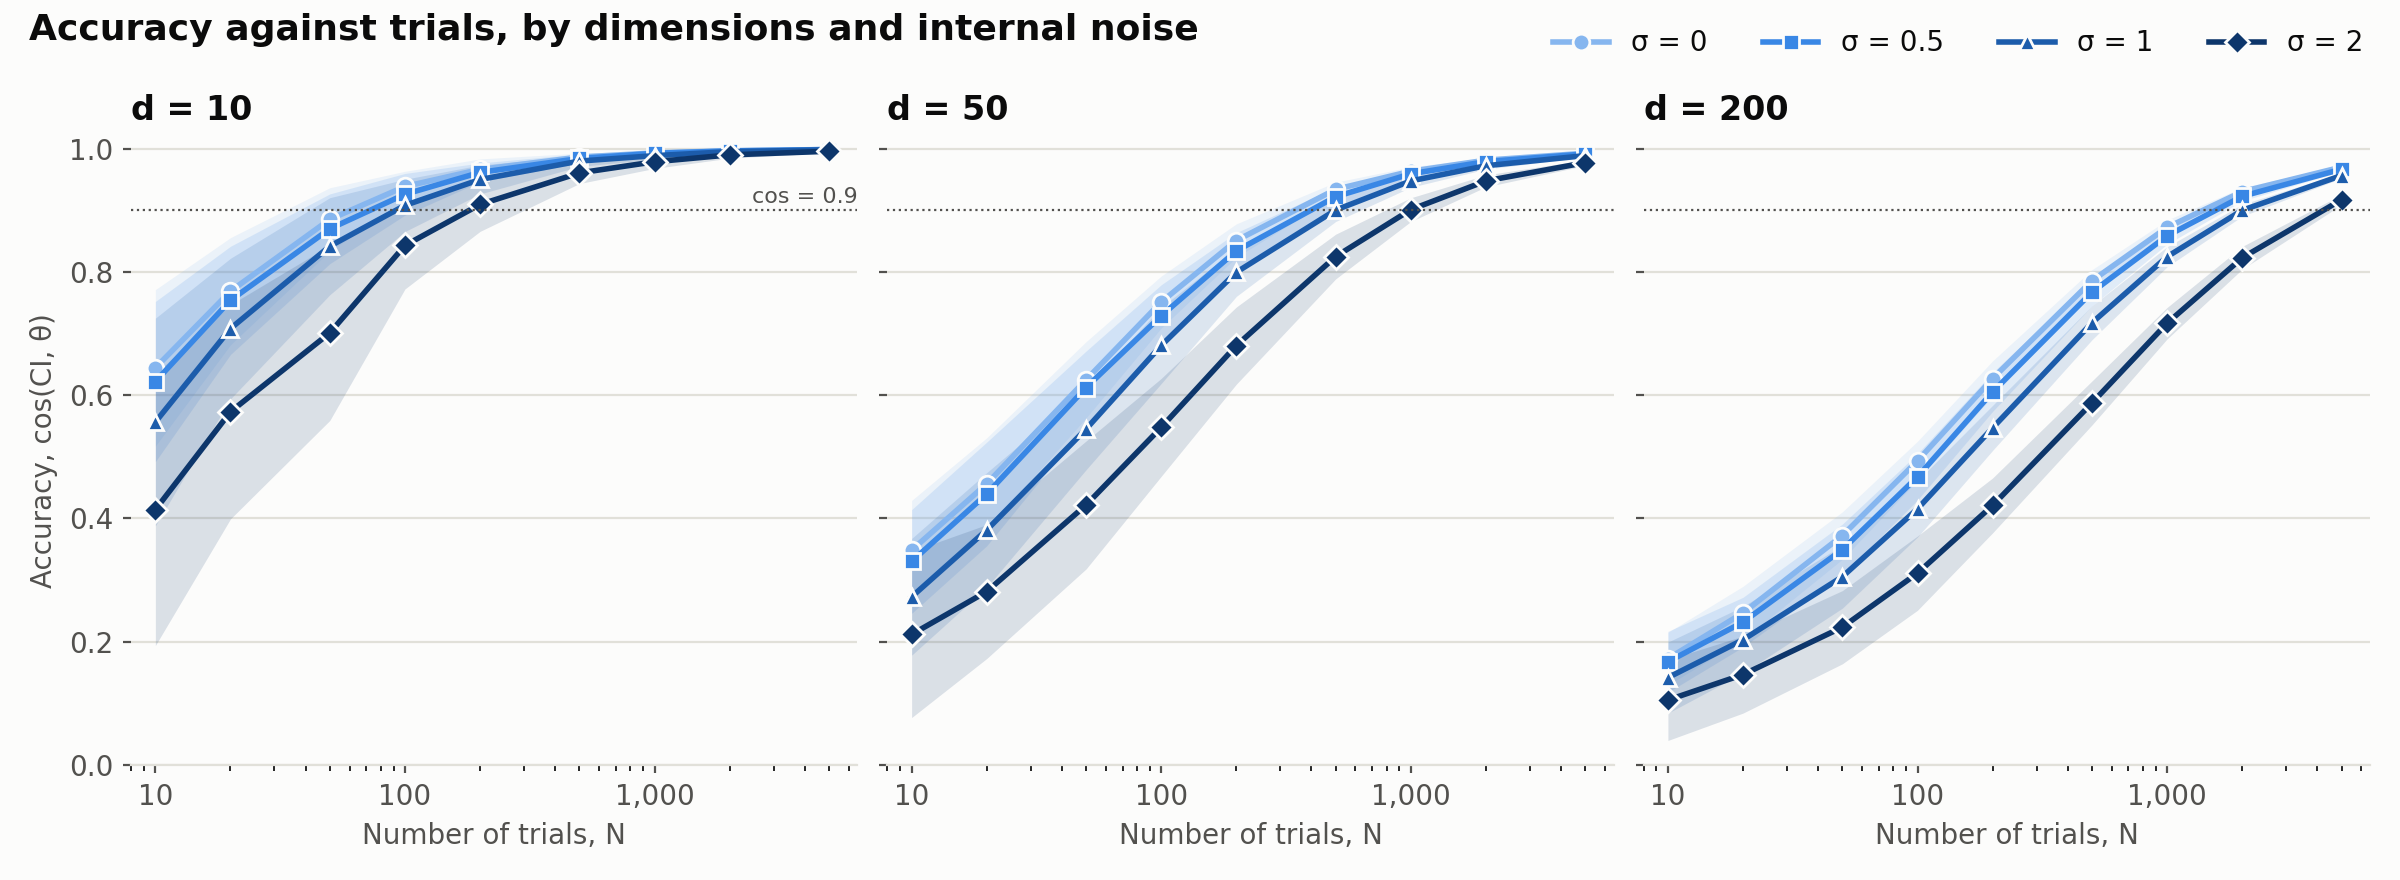 Accuracy against trials, by dimensions and internal noise
σ = 0 σ = 0.5 σ = 1 σ = 2
d = 10 d = 50 d = 200
1.0
cos = 0.9
0.8
0.6
0.4
0.2
0.0
Accuracy, cos(CI, θ)
10 100 1,000 10 100 1,000 10 100 1,000
Number of trials, N Number of trials, N Number of trials, N